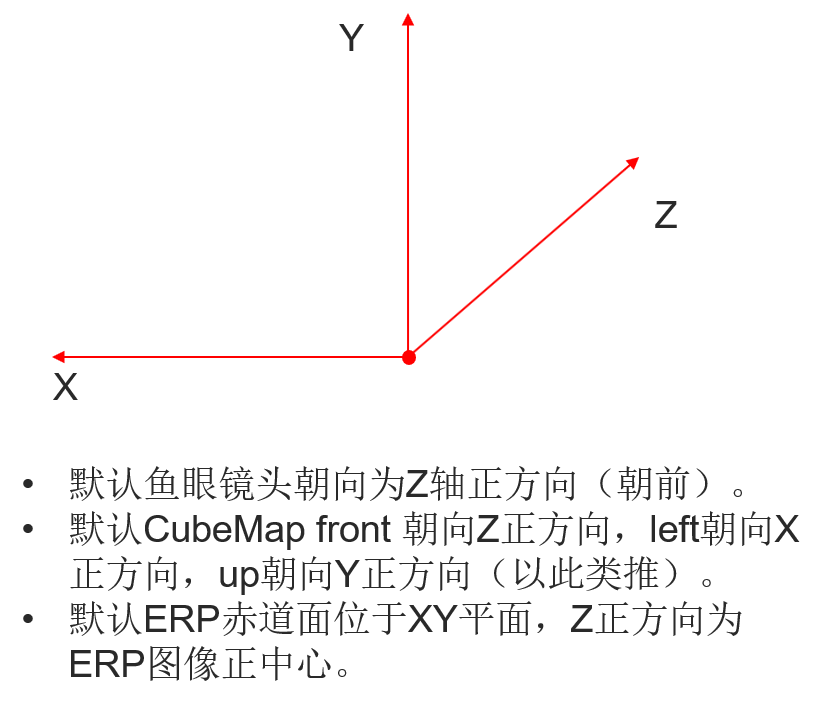 Y
Z
X
• 默认鱼眼镜头朝向为Z轴正方向（朝前）。
• 默认CubeMap front 朝向Z正方向，left朝向X
正方向，up朝向Y正方向（以此类推）。
• 默认ERP赤道面位于XY平面，Z正方向为
ERP图像正中心。